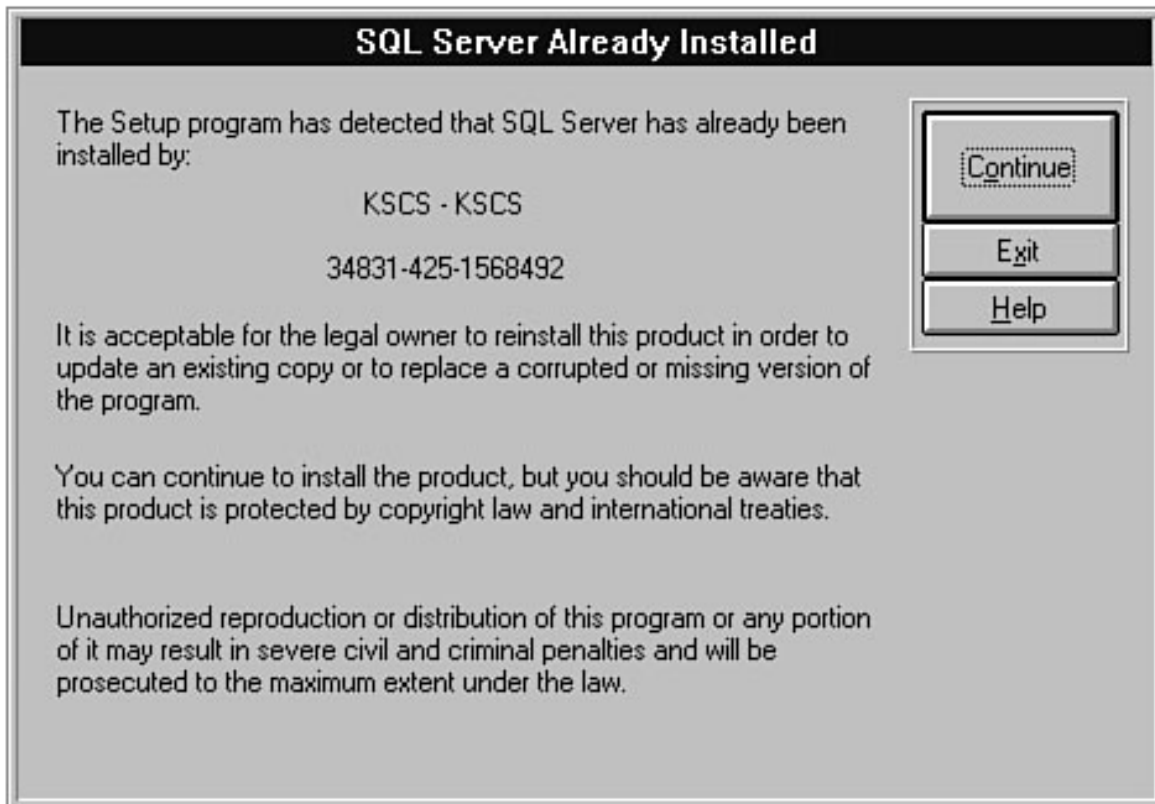 SQL Server Already Installed
The Setup program has detected that SQL Server has already been
installed by:
KSCS - KSCS
34831-425-1568492
It is acceptable for the legal owner to reinstall this product in order to
update an existing copy or to replace a corrupted or missing version of
the program.
You can continue to install the product, but you should be aware that
this product is protected by copyright law and international treaties.
Unauthorized reproduction or distribution of this program or any portion
of it may result in severe civil and criminal penalties and will be
prosecuted to the maximum extent under the law.
Continue
Exit
Help